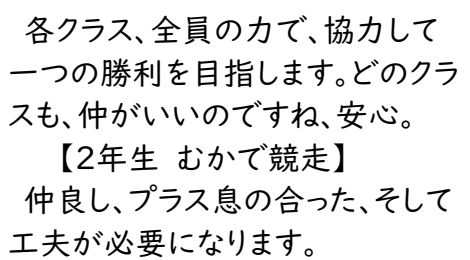 各クラス、全員の力で、協力して
一つの勝利を目指します。どのクラ
スも、仲がいいのですね、安心。
【2年生 むかで競走】
仲良し、プラス息の合った、そして
工夫が必要になります。